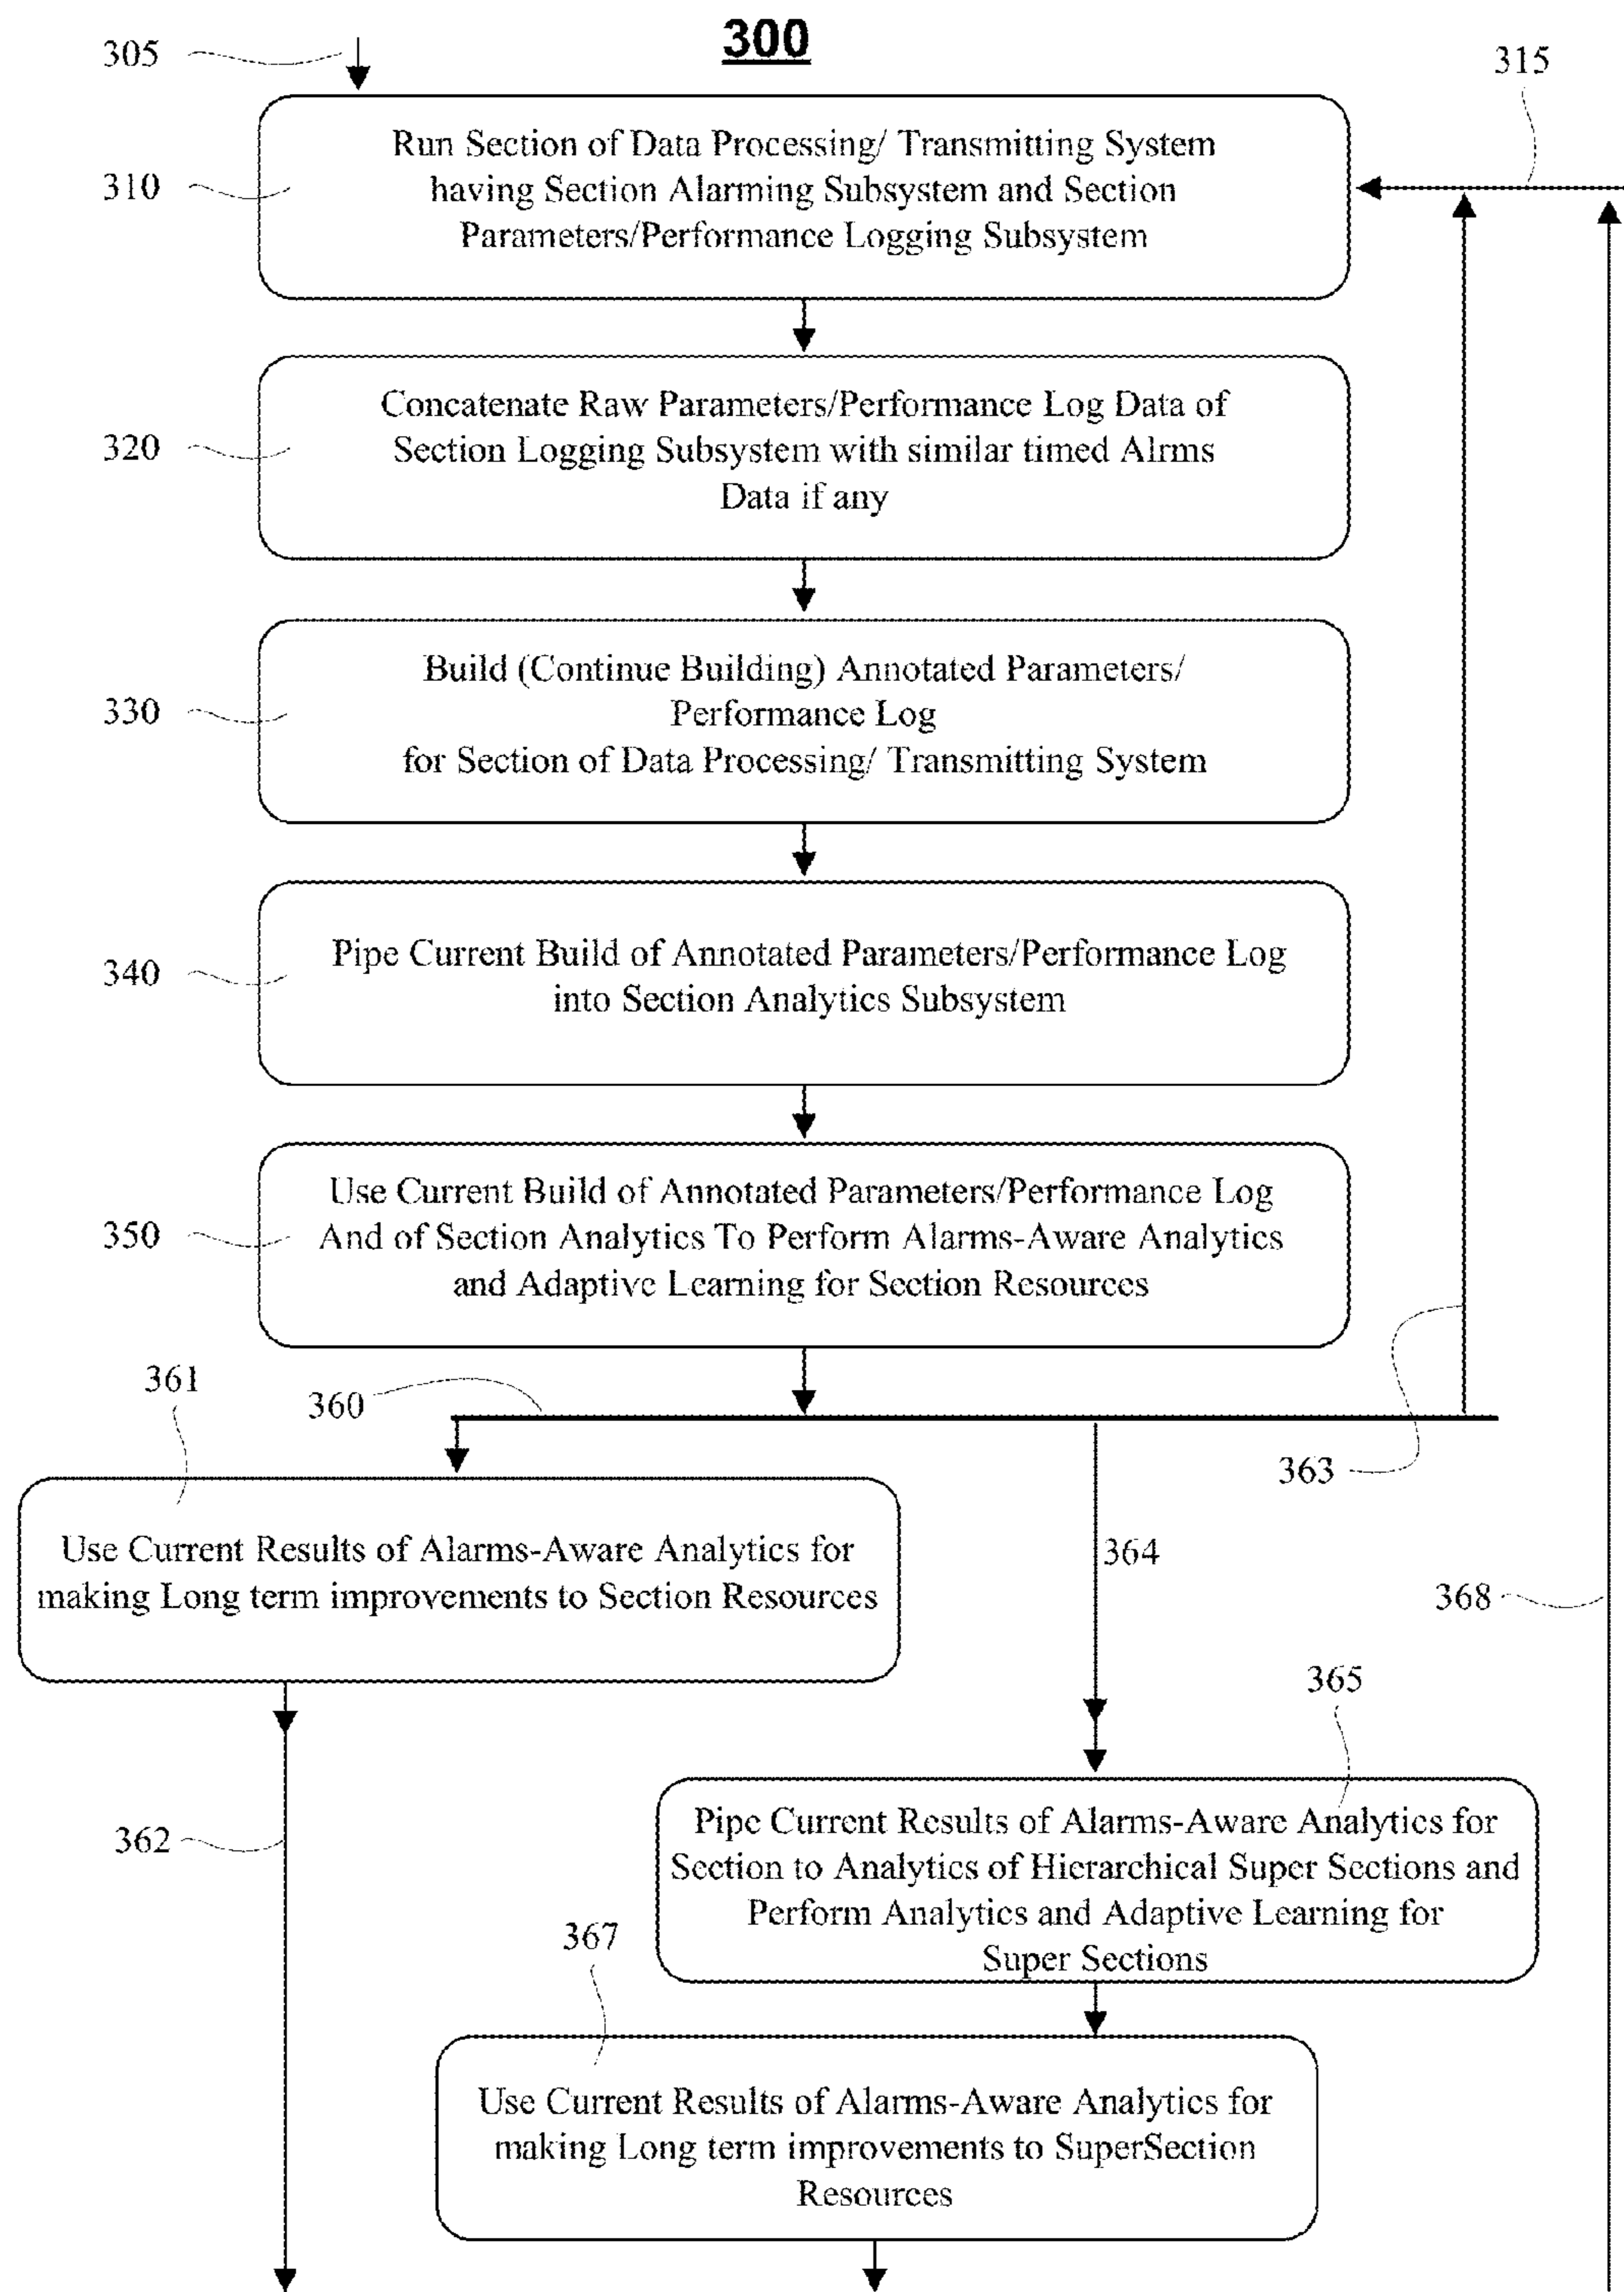 300
305
315
310
Run Section of Data Processing/ Transmitting System
having Section Alarming Subsystem and Section
Parameters/Performance Logging Subsystem
320
Concatenate Raw Parameters/Performance Log Data of
Section Logging Subsystem with similar timed Alrms
Data if any
330
Build (Continue Building) Annotated Parameters/
Performance Log
for Section of Data Processing/ Transmitting System
340
Pipe Current Build of Annotated Parameters/Performance Log
into Section Analytics Subsystem
350
Use Current Build of Annotated Parameters/Performance Log
And of Section Analytics To Perform Alarms-Aware Analytics
and Adaptive Learning for Section Resources
361
360
363
Use Current Results of Alarms-Aware Analytics for
making Long term improvements to Section Resources
364
368
365
362
Pipe Current Results of Alarms-Aware Analytics for
Section to Analytics of Hierarchical Super Sections and
Perform Analytics and Adaptive Learning for
Super Sections
367
Use Current Results of Alarms-Aware Analytics for
making Long term improvements to SuperSection
Resources